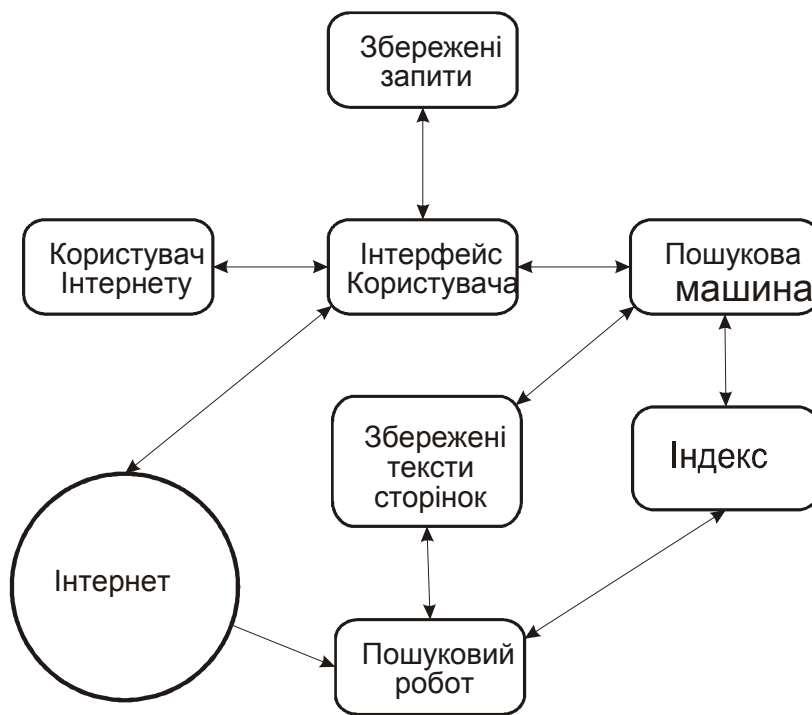 Збережені
запити
Користувач
Інтернету
Інтерфейс
Користувача
Пошукова
машина
Збережені
тексти
сторінок
Індекс
Інтернет
Пошуковий
робот